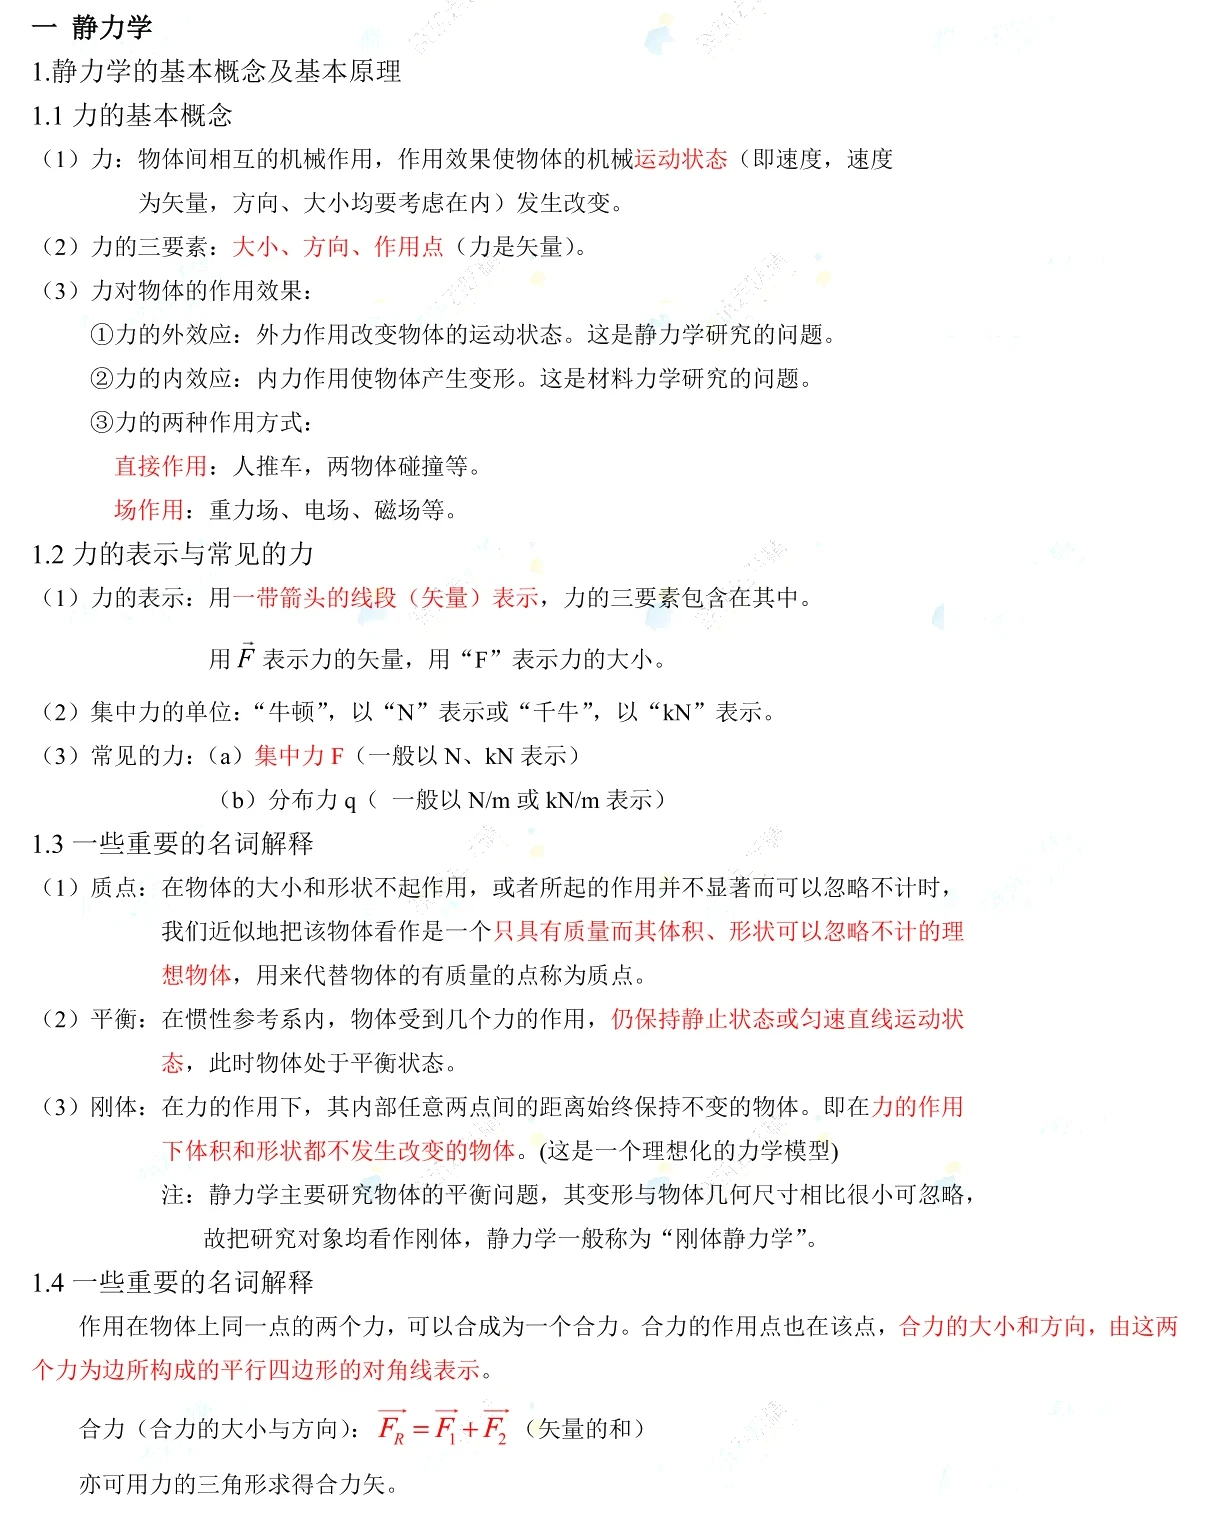 一 静力学
1.静力学的基本概念及基本原理
1.1 力的基本概念
（1）力：物体间相互的机械作用，作用效果使物体的机械运动状态（即速度，速度
为矢量，方向、大小均要考虑在内）发生改变。
（2）力的三要素：大小、方向、作用点（力是矢量）。
（3）力对物体的作用效果：
①力的外效应：外力作用改变物体的运动状态。这是静力学研究的问题。
②力的内效应：内力作用使物体产生变形。这是材料力学研究的问题。
③力的两种作用方式：
直接作用：人推车，两物体碰撞等。
场作用：重力场、电场、磁场等。
1.2 力的表示与常见的力
（1）力的表示：用一带箭头的线段（矢量）表示，力的三要素包含在其中。
用 $\vec{F}$ 表示力的矢量，用“F”表示力的大小。
（2）集中力的单位：“牛顿”，以“N”表示或“千牛”，以“kN”表示。
（3）常见的力：（a）集中力 F（一般以 N、kN 表示）
（b）分布力 q（ 一般以 N/m 或 kN/m 表示）
1.3 一些重要的名词解释
（1）质点：在物体的大小和形状不起作用，或者所起的作用并不显著而可以忽略不计时，
我们近似地把该物体看作是一个只具有质量而其体积、形状可以忽略不计的理
想物体，用来代替物体的有质量的点称为质点。
（2）平衡：在惯性参考系内，物体受到几个力的作用，仍保持静止状态或匀速直线运动状
态，此时物体处于平衡状态。
（3）刚体：在力的作用下，其内部任意两点间的距离始终保持不变的物体。即在力的作用
下体积和形状都不发生改变的物体。(这是一个理想化的力学模型)
注：静力学主要研究物体的平衡问题，其变形与物体几何尺寸相比很小可忽略，
故把研究对象均看作刚体，静力学一般称为“刚体静力学”。
1.4 一些重要的名词解释
作用在物体上同一点的两个力，可以合成为一个合力。合力的作用点也在该点，合力的大小和方向，由这两
个力为边所构成的平行四边形的对角线表示。
合力（合力的大小与方向）： $\vec{F_R} = \vec{F_1} + \vec{F_2}$ （矢量的和）
亦可用力的三角形求得合力矢。